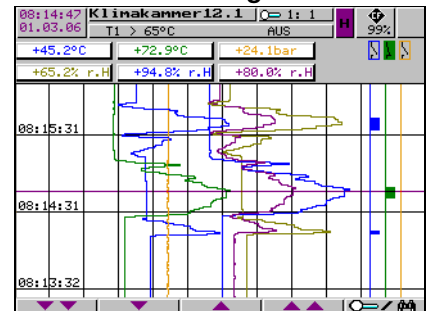 08:14:47 Klimakammer12.1 1: 1 H
01.03.06 T1 > 65°C AUS 99%
+45.2°C +72.9°C +24.1bar
+65.2% r.H +94.8% r.H +80.0% r.H
08:15:31
08:14:31
08:13:32